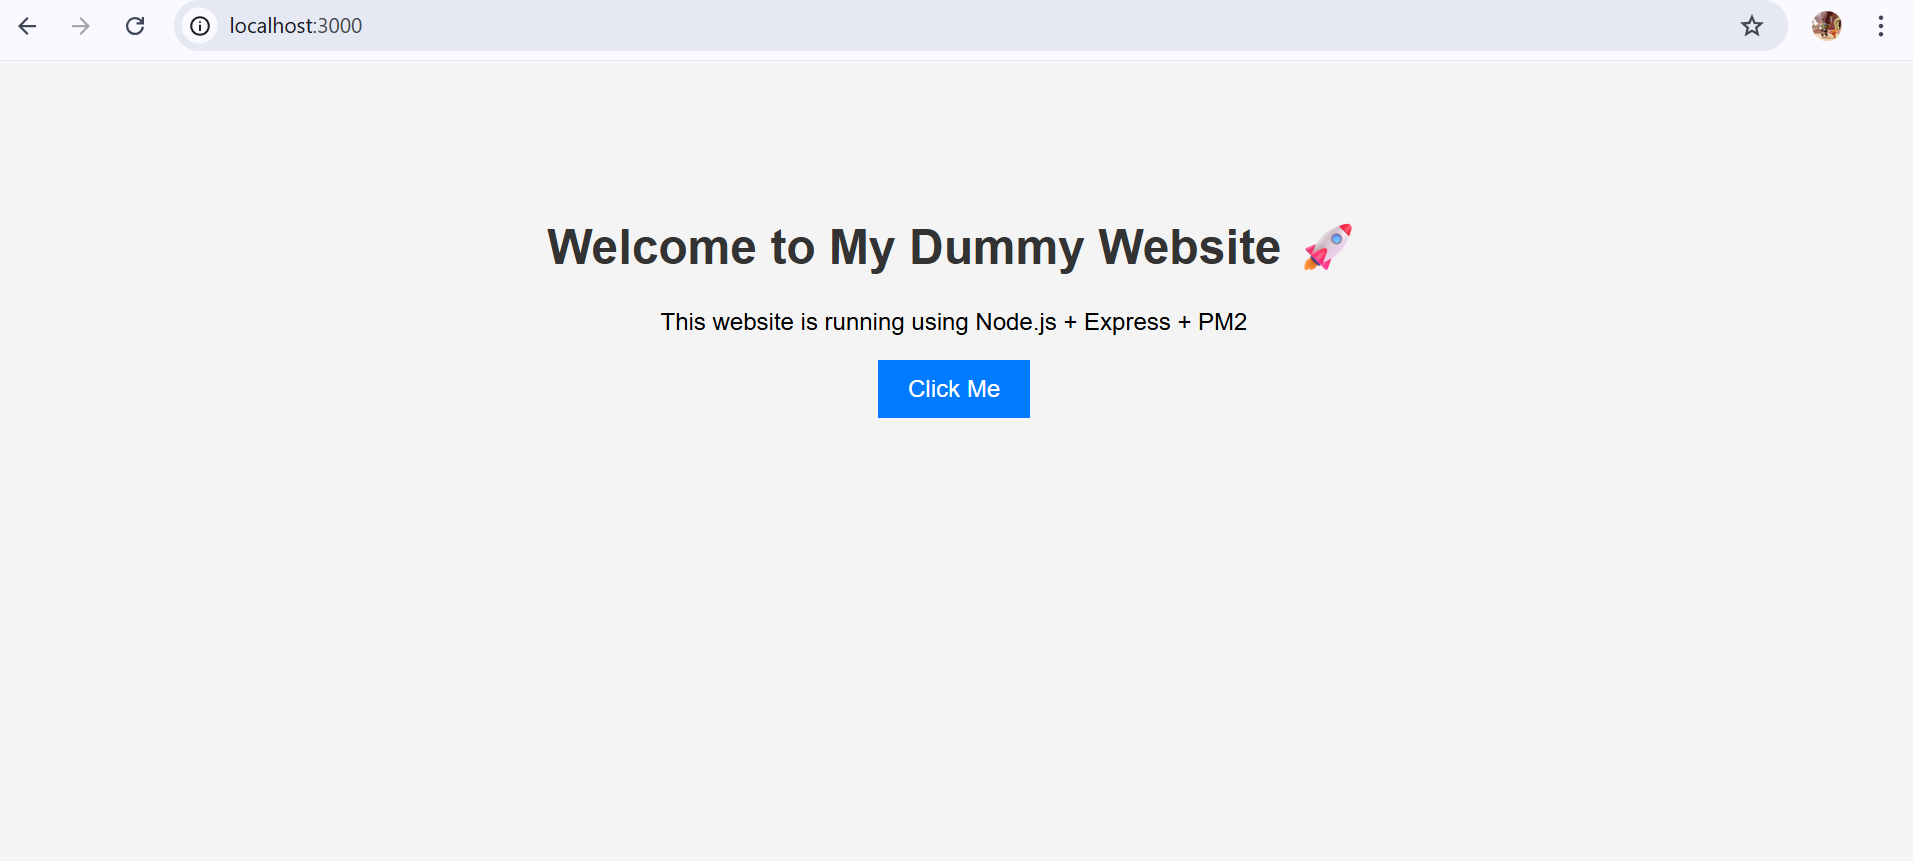 localhost:3000
Welcome to My Dummy Website 🚀
This website is running using Node.js + Express + PM2
Click Me